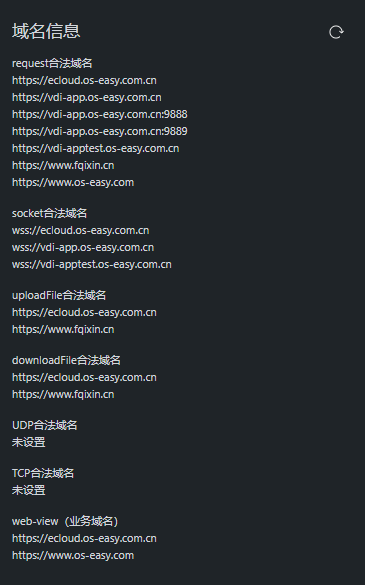 域名信息
request合法域名
https://ecloud.os-easy.com.cn
https://vdi-app.os-easy.com.cn
https://vdi-app.os-easy.com.cn:9888
https://vdi-app.os-easy.com.cn:9889
https://vdi-apptest.os-easy.com.cn
https://www.fqixin.cn
https://www.os-easy.com
socket合法域名
wss://ecloud.os-easy.com.cn
wss://vdi-app.os-easy.com.cn
wss://vdi-apptest.os-easy.com.cn
uploadFile合法域名
https://ecloud.os-easy.com.cn
https://www.fqixin.cn
downloadFile合法域名
https://ecloud.os-easy.com.cn
https://www.fqixin.cn
UDP合法域名
未设置
TCP合法域名
未设置
web-view（业务域名）
https://ecloud.os-easy.com.cn
https://www.os-easy.com